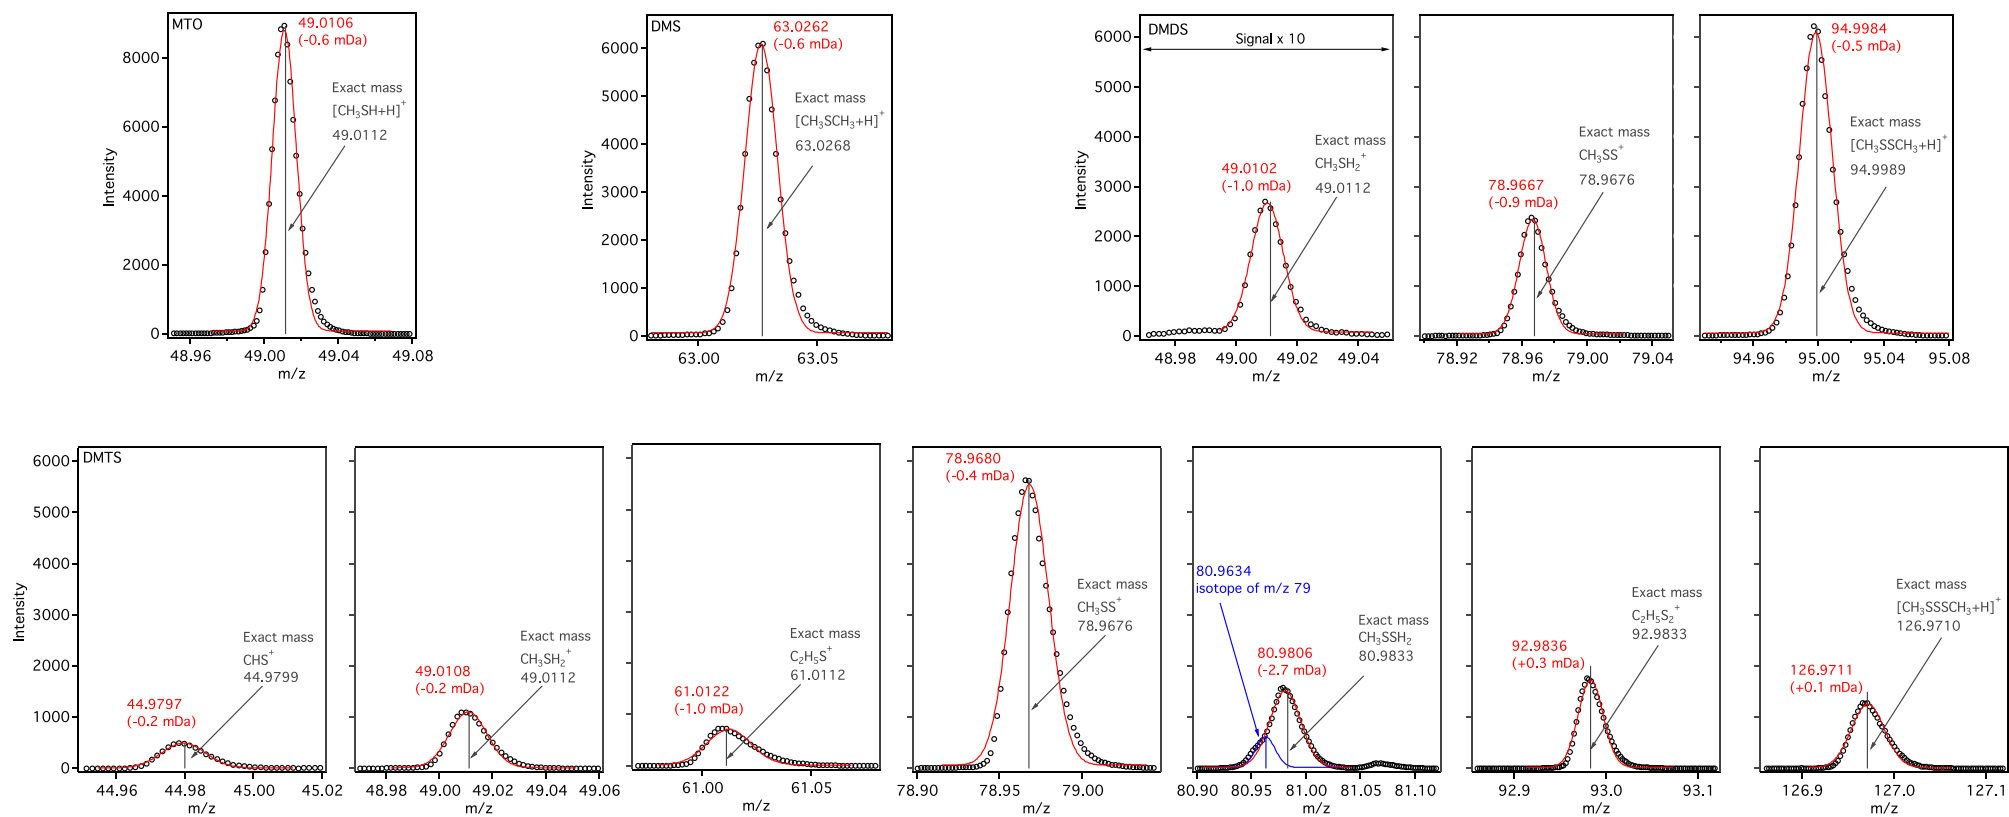 MTO
49.0106
(-0.6 mDa)
Exact mass
[CH₃SH+H]⁺
49.0112
Intensity
8000
6000
4000
2000
0
48.96 49.00 49.04 49.08
m/z
DMS
63.0262
(-0.6 mDa)
Exact mass
[CH₃SCH₃+H]⁺
63.0268
Intensity
6000
5000
4000
3000
2000
1000
0
63.00 63.05
m/z
DMDS
Signal x 10
49.0102
(-1.0 mDa)
Exact mass
CH₃SH₂⁺
49.0112
Intensity
6000
5000
4000
3000
2000
1000
0
48.98 49.00 49.02 49.04
m/z
78.9667
(-0.9 mDa)
Exact mass
CH₃SS⁺
78.9676
78.92 78.96 79.00 79.04
m/z
94.9984
(-0.5 mDa)
Exact mass
[CH₃SSCH₃+H]⁺
94.9989
94.96 95.00 95.04 95.08
m/z
DMTS
44.9797
(-0.2 mDa)
Exact mass
CHS⁺
44.9799
Intensity
6000
5000
4000
3000
2000
1000
0
44.96 44.98 45.00 45.02
m/z
49.0108
(-0.2 mDa)
Exact mass
CH₃SH₂⁺
49.0112
48.98 49.00 49.02 49.04 49.06
m/z
61.0122
(-1.0 mDa)
Exact mass
C₂H₅S⁺
61.0112
61.00 61.05
m/z
78.9680
(-0.4 mDa)
Exact mass
CH₃SS⁺
78.9676
78.90 78.95 79.00
m/z
80.9634
isotope of m/z 79
80.9806
(-2.7 mDa)
Exact mass
CH₃SSH₂
80.9833
80.90 80.95 81.00 81.05 81.10
m/z
92.9836
(+0.3 mDa)
Exact mass
C₂H₅S₂⁺
92.9833
92.9 93.0 93.1
m/z
126.9711
(+0.1 mDa)
Exact mass
[CH₃SSSCH₃+H]⁺
126.9710
126.9 127.0 127.1
m/z